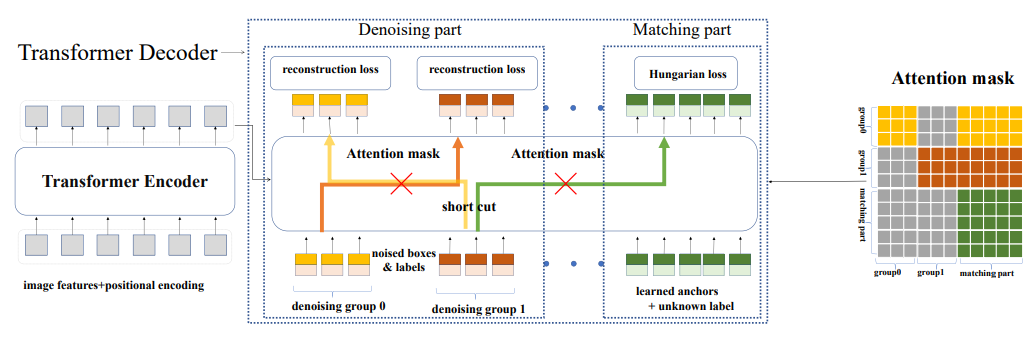 Denoising part
Matching part
Transformer Decoder
reconstruction loss
reconstruction loss
Hungarian loss
Attention mask
Transformer Encoder
Attention mask
Attention mask
short cut
group0
group1
matching part
noised boxes
& labels
image features+positional encoding
denoising group 0
denoising group 1
learned anchors
+ unknown label
group0
group1
matching part